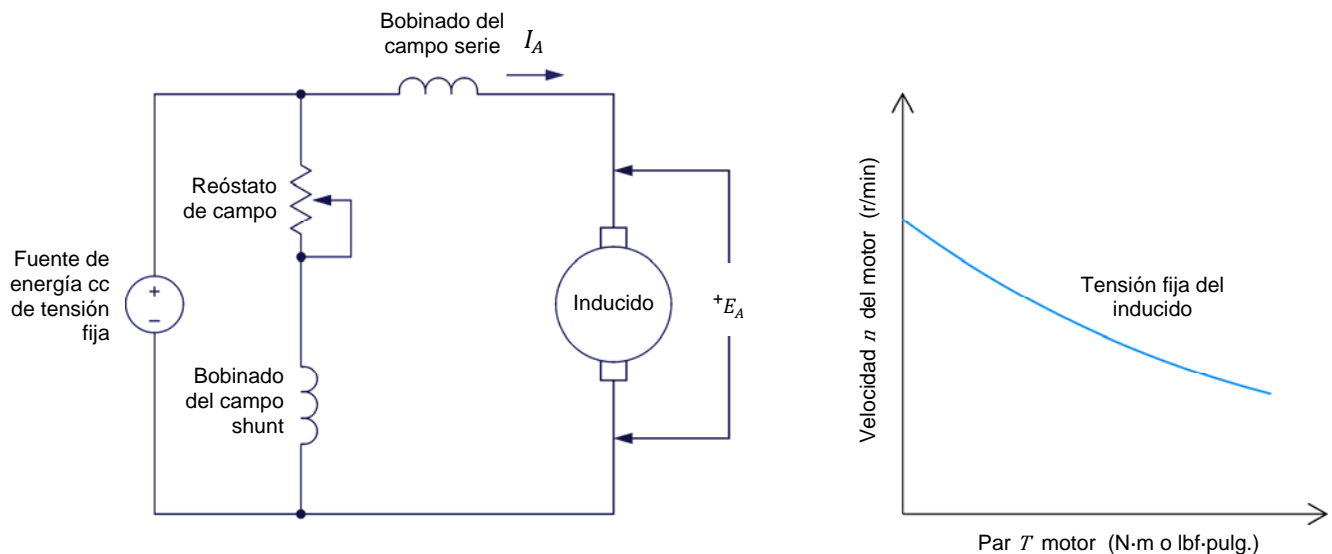 Bobinado del
campo serie
I_A
Reóstato
de campo
Fuente de
energía cc
de tensión
fija
+
−
Inducido
+E_A
Bobinado
del campo
shunt
Velocidad n del motor (r/min)
Tensión fija del
inducido
Par T motor (N·m o lbf·pulg.)